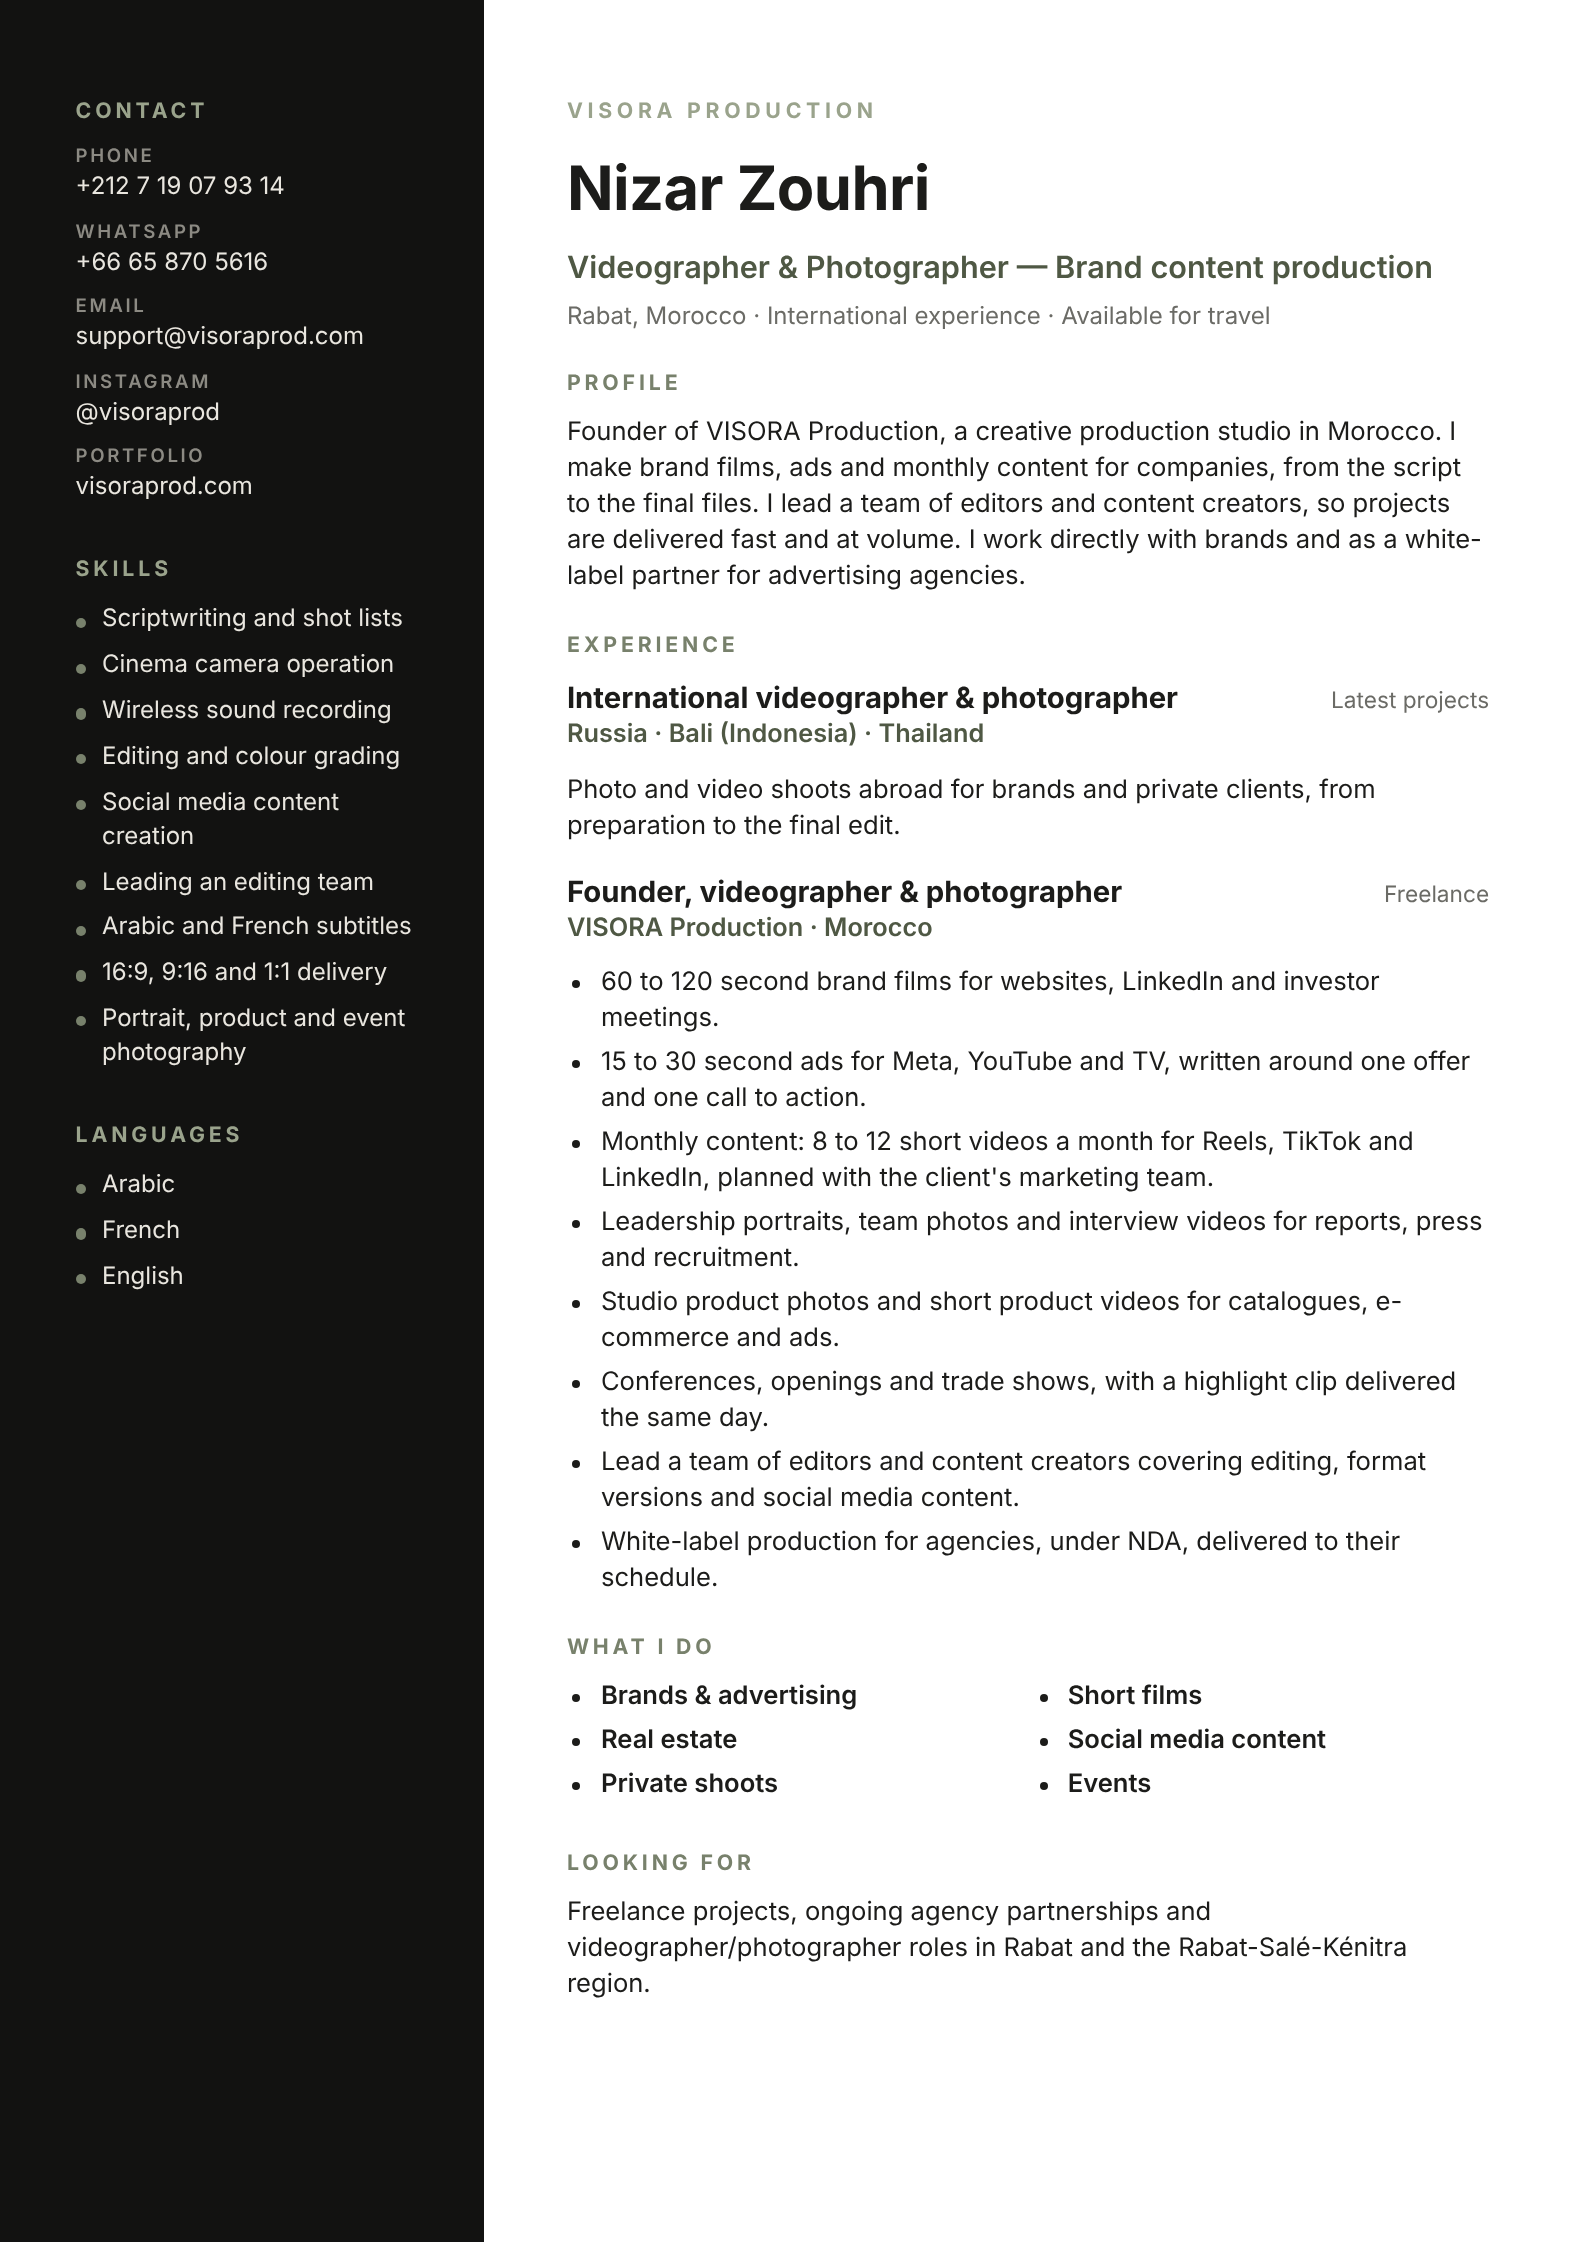 CONTACT
PHONE
+212 7 19 07 93 14
WHATSAPP
+66 65 870 5616
EMAIL
support@visoraprod.com
INSTAGRAM
@visoraprod
PORTFOLIO
visoraprod.com
SKILLS
Scriptwriting and shot lists
Cinema camera operation
Wireless sound recording
Editing and colour grading
Social media content
creation
Leading an editing team
Arabic and French subtitles
16:9, 9:16 and 1:1 delivery
Portrait, product and event
photography
LANGUAGES
Arabic
French
English
VISORA PRODUCTION
Nizar Zouhri
Videographer & Photographer — Brand content production
Rabat, Morocco · International experience · Available for travel
PROFILE
Founder of VISORA Production, a creative production studio in Morocco. I
make brand films, ads and monthly content for companies, from the script
to the final files. I lead a team of editors and content creators, so projects
are delivered fast and at volume. I work directly with brands and as a white-
label partner for advertising agencies.
EXPERIENCE
International videographer & photographer Latest projects
Russia · Bali (Indonesia) · Thailand
Photo and video shoots abroad for brands and private clients, from
preparation to the final edit.
Founder, videographer & photographer Freelance
VISORA Production · Morocco
• 60 to 120 second brand films for websites, LinkedIn and investor
meetings.
• 15 to 30 second ads for Meta, YouTube and TV, written around one offer
and one call to action.
• Monthly content: 8 to 12 short videos a month for Reels, TikTok and
LinkedIn, planned with the client's marketing team.
• Leadership portraits, team photos and interview videos for reports, press
and recruitment.
• Studio product photos and short product videos for catalogues, e-
commerce and ads.
• Conferences, openings and trade shows, with a highlight clip delivered
the same day.
• Lead a team of editors and content creators covering editing, format
versions and social media content.
• White-label production for agencies, under NDA, delivered to their
schedule.
WHAT I DO
• Brands & advertising
• Real estate
• Private shoots
• Short films
• Social media content
• Events
LOOKING FOR
Freelance projects, ongoing agency partnerships and
videographer/photographer roles in Rabat and the Rabat-Salé-Kénitra
region.